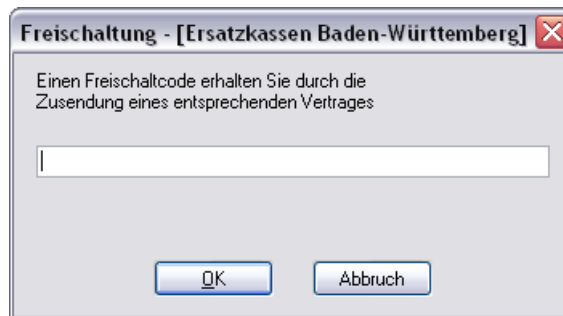 Freischaltung - [Ersatzkassen Baden-Württemberg]
Einen Freischaltcode erhalten Sie durch die
Zusendung eines entsprechenden Vertrages
OK
Abbruch